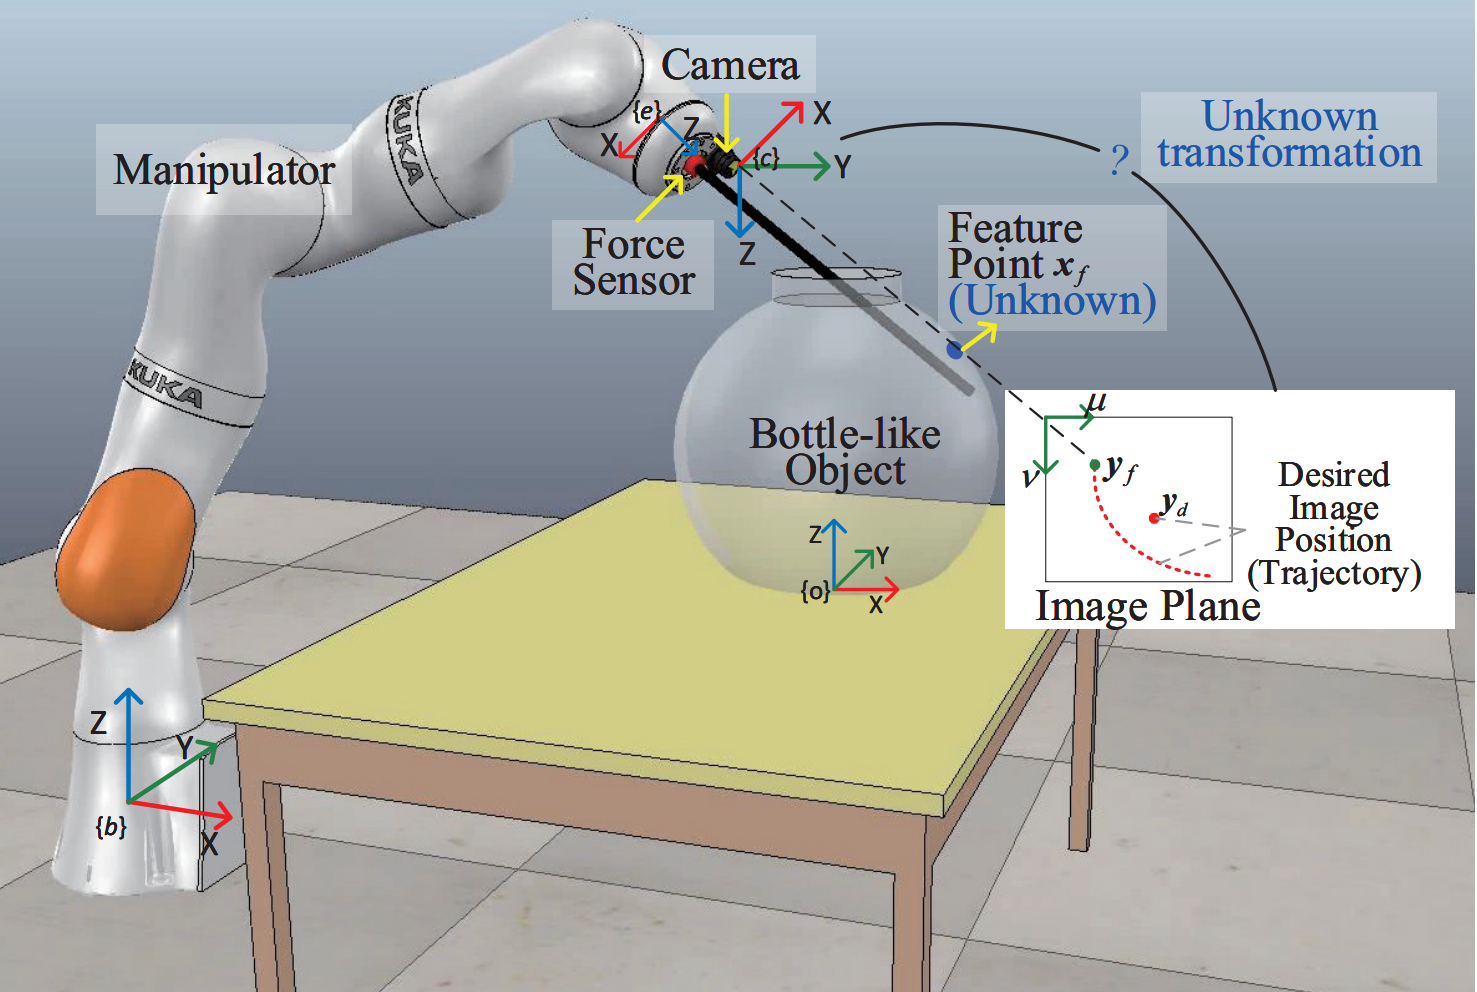 Camera
{e}
Z
X
X
{c}
Y
Z
KUKA
Manipulator
Force
Sensor
Unknown
transformation
?
Feature
Point x_f
(Unknown)
KUKA
Bottle-like
Object
Z
Y
{o}
X
μ
ν
y_f
y_d
Desired
Image
Position
(Trajectory)
Image Plane
Z
Y
{b}
X